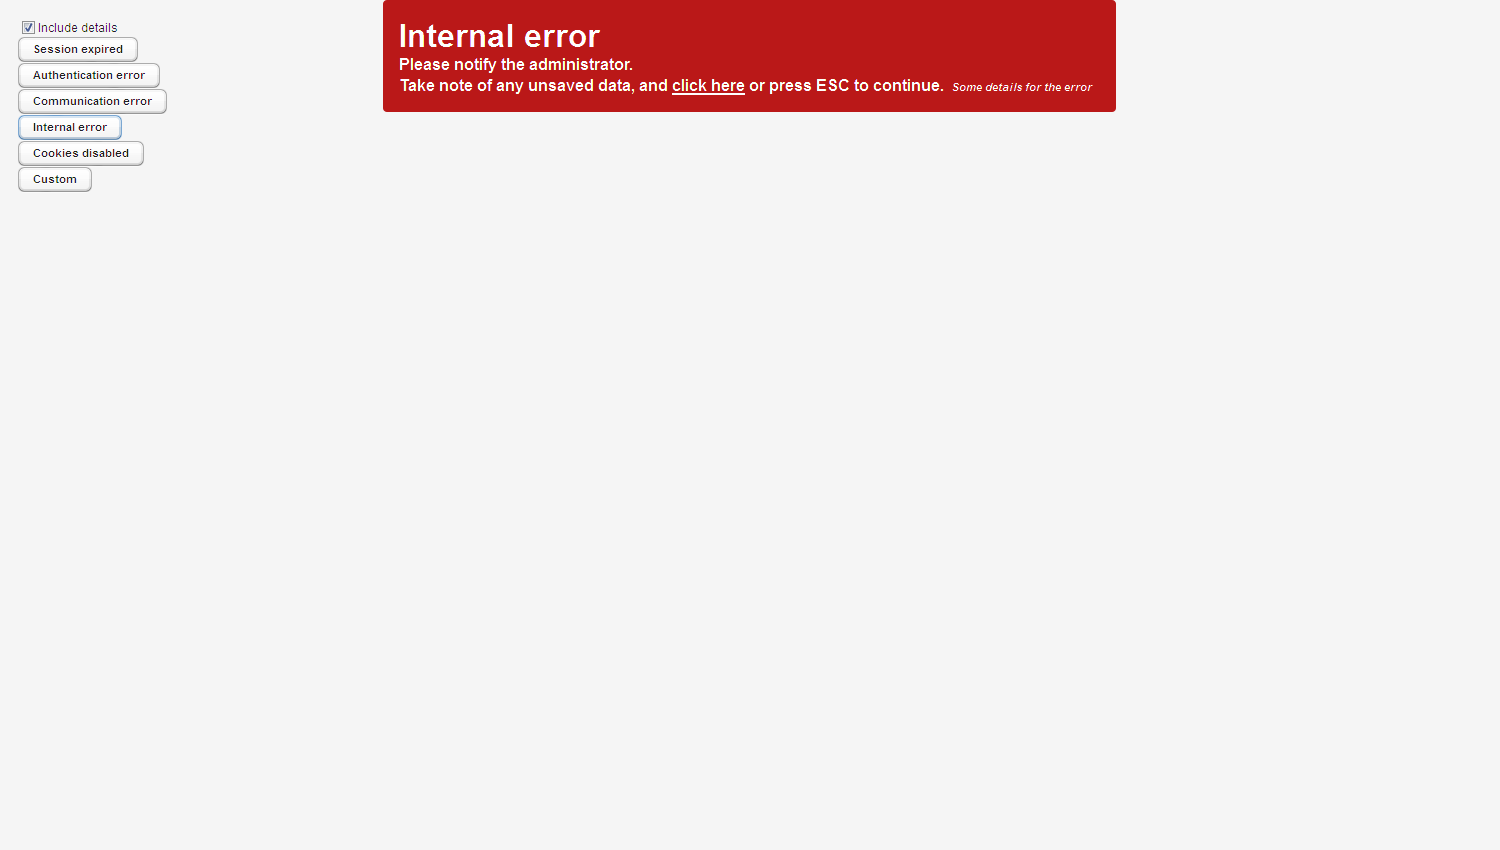 Include details
Session expired
Authentication error
Communication error
Internal error
Cookies disabled
Custom
Internal error
Please notify the administrator.
Take note of any unsaved data, and click here or press ESC to continue. Some details for the error